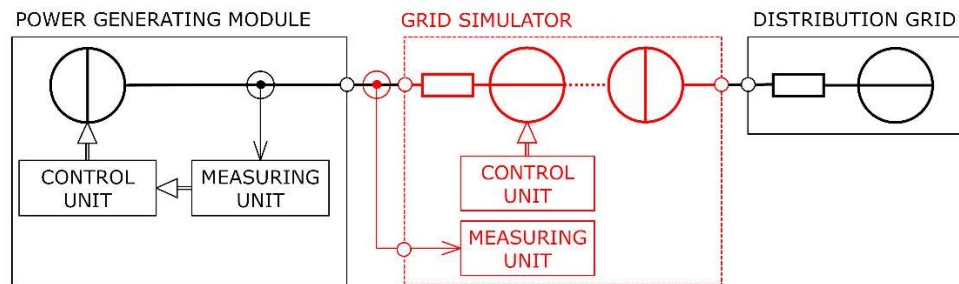 POWER GENERATING MODULE
GRID SIMULATOR
DISTRIBUTION GRID
CONTROL
UNIT
MEASURING
UNIT
CONTROL
UNIT
MEASURING
UNIT